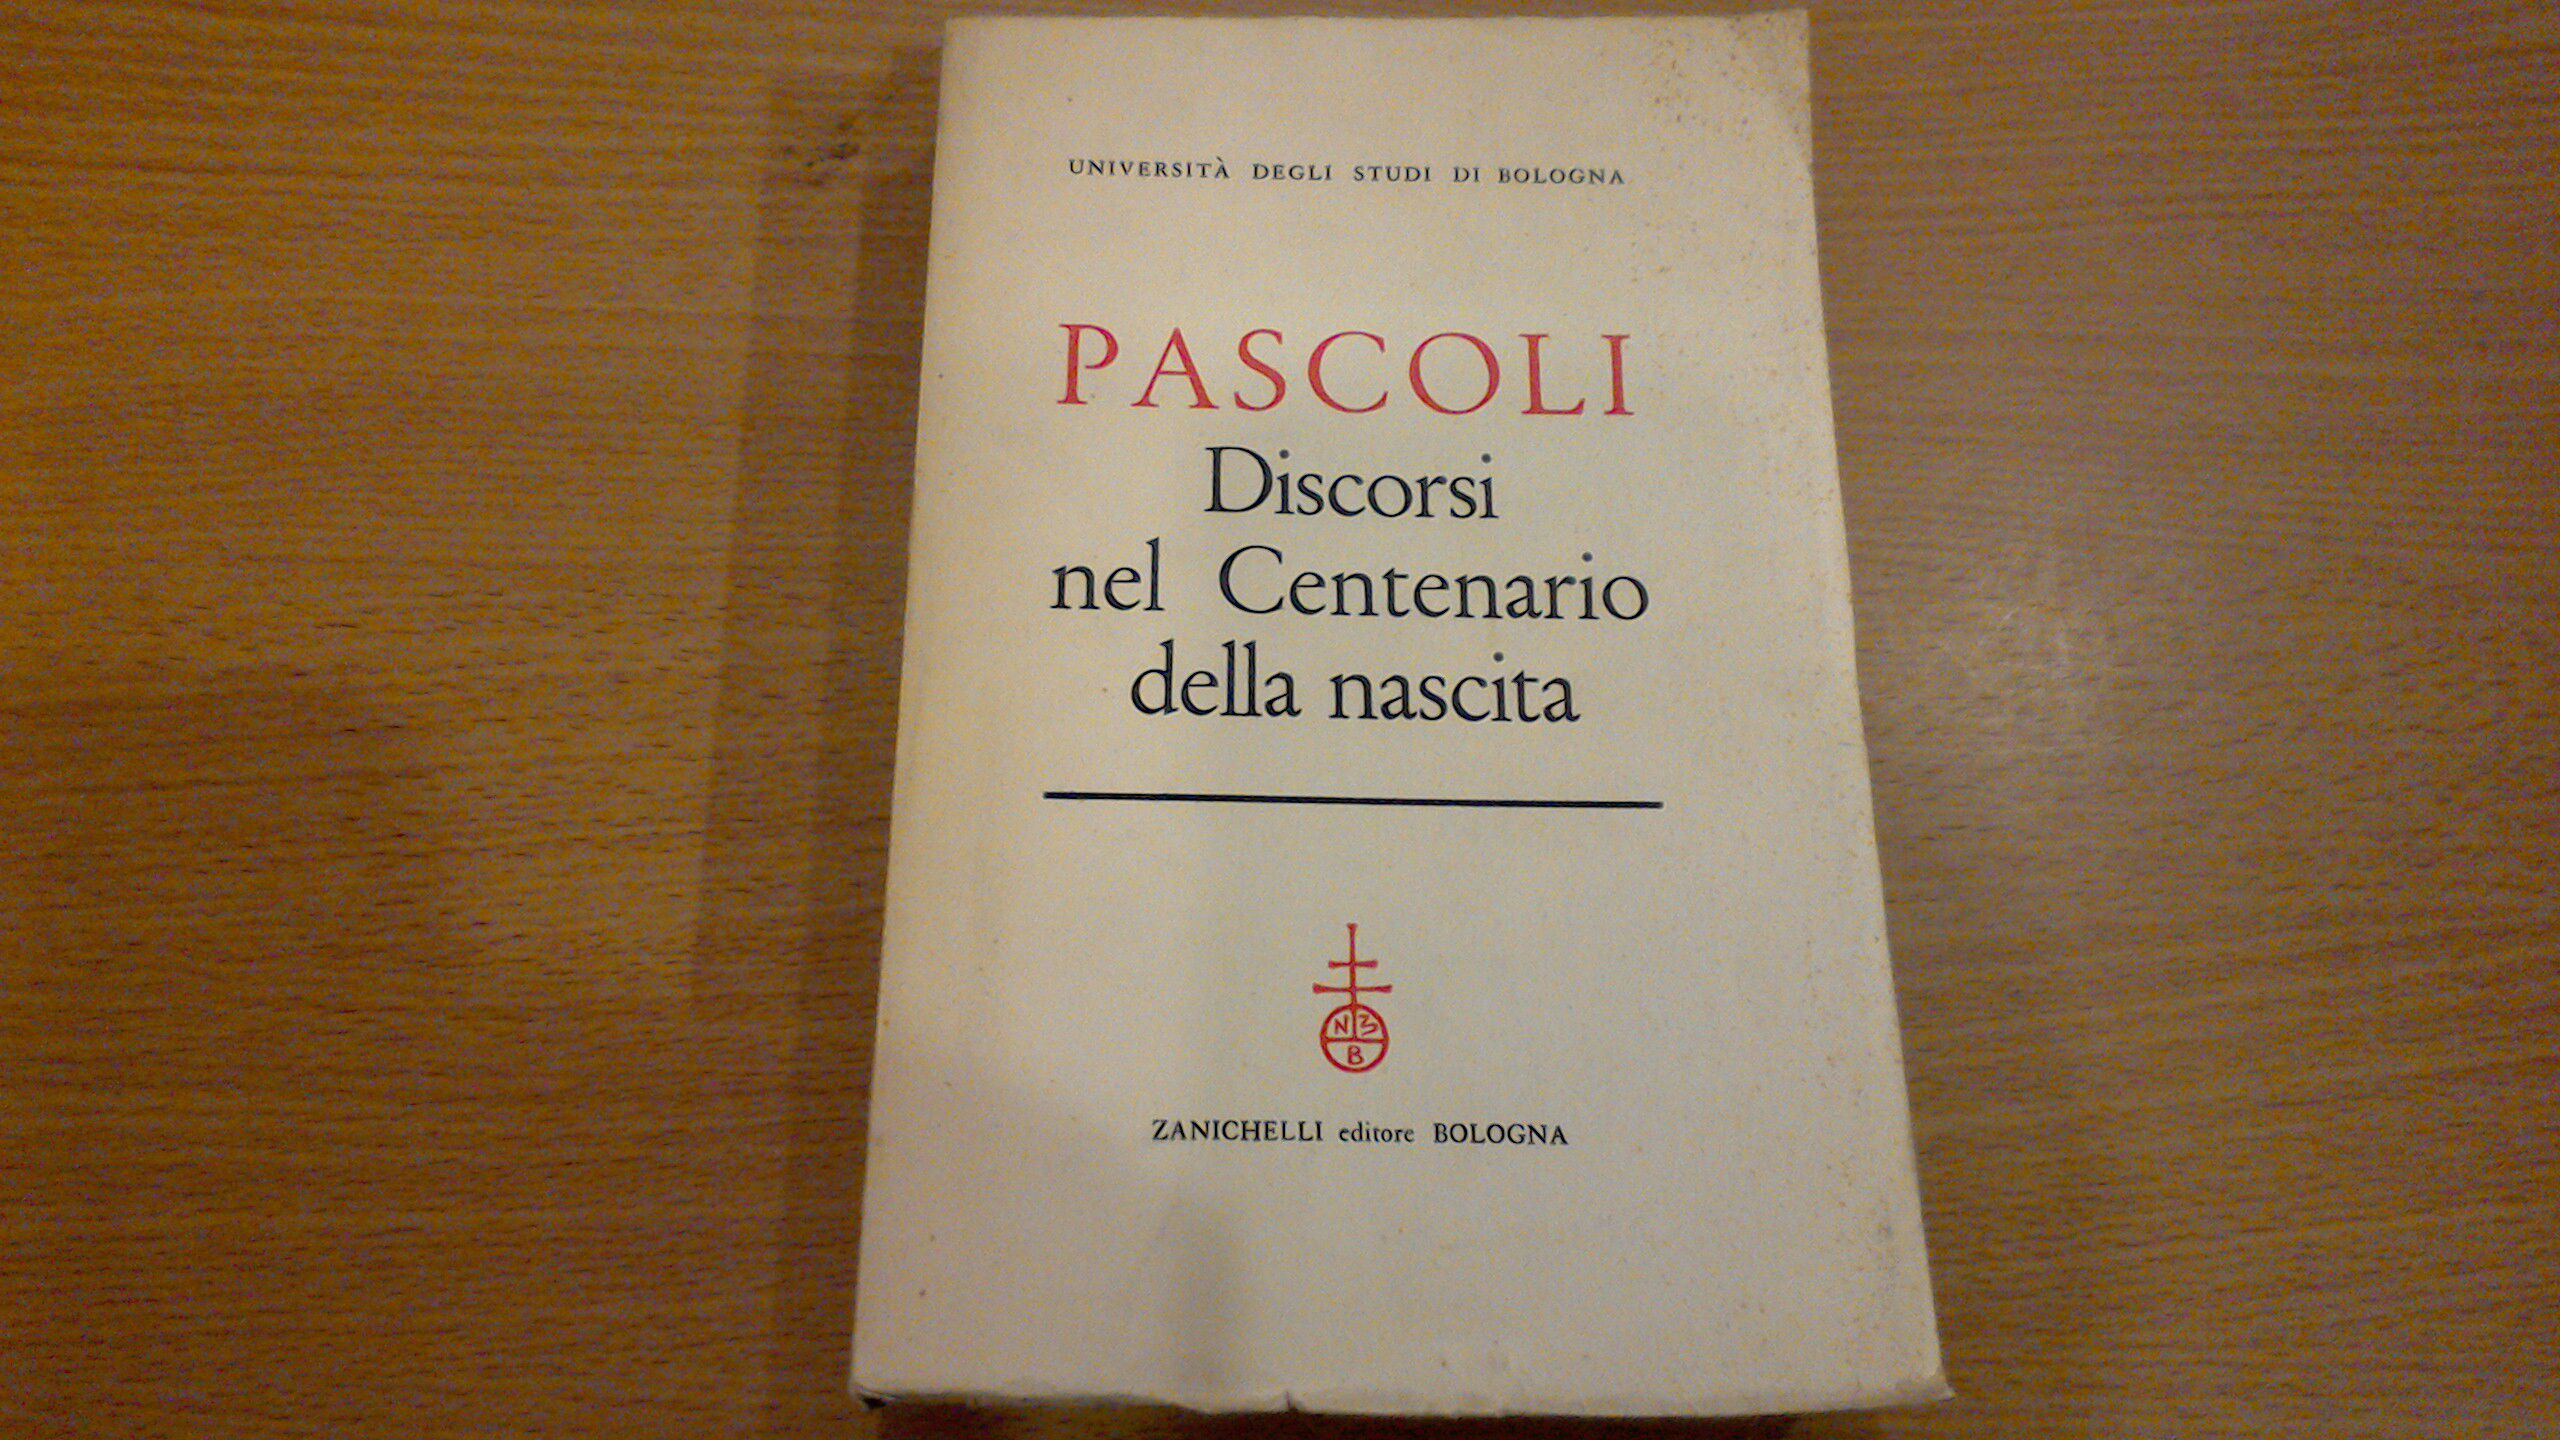 UNIVERSITÀ DEGLI STUDI DI BOLOGNA
PASCOLI
Discorsi
nel Centenario
della nascita
N Z
B
ZANICHELLI editore BOLOGNA